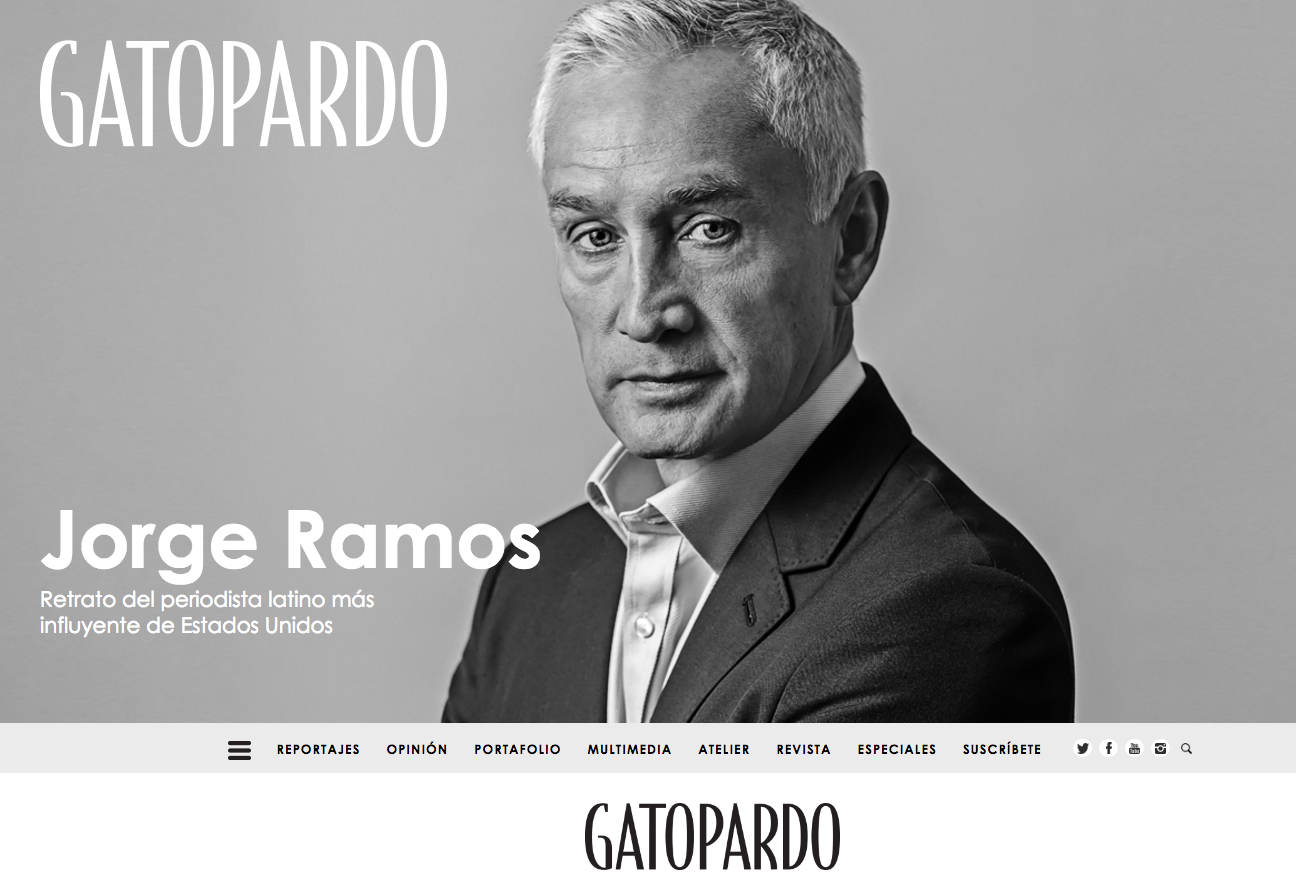 GATOPARDO
Jorge Ramos
Retrato del periodista latino más
influyente de Estados Unidos
REPORTAJES OPINIÓN PORTAFOLIO MULTIMEDIA ATELIER REVISTA ESPECIALES SUSCRÍBETE
GATOPARDO